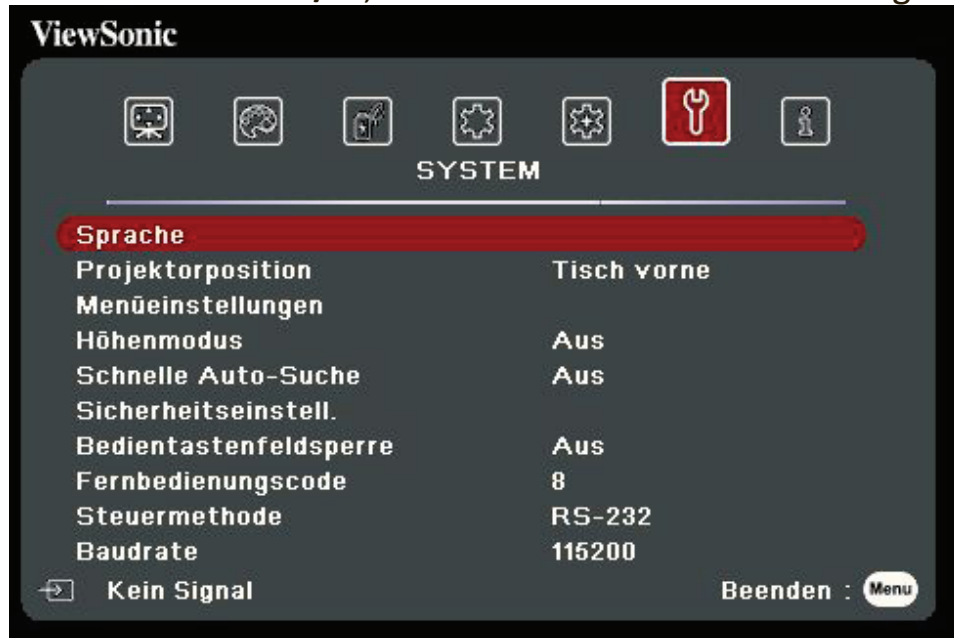 ViewSonic
SYSTEM
Sprache
Projektorposition Tisch vorne
Menüeinstellungen
Höhenmodus Aus
Schnelle Auto-Suche Aus
Sicherheitseinstell.
Bedientastenfeldsperre Aus
Fernbedienungscode 8
Steuermethode RS-232
Baudrate 115200
Kein Signal Beenden : Menu